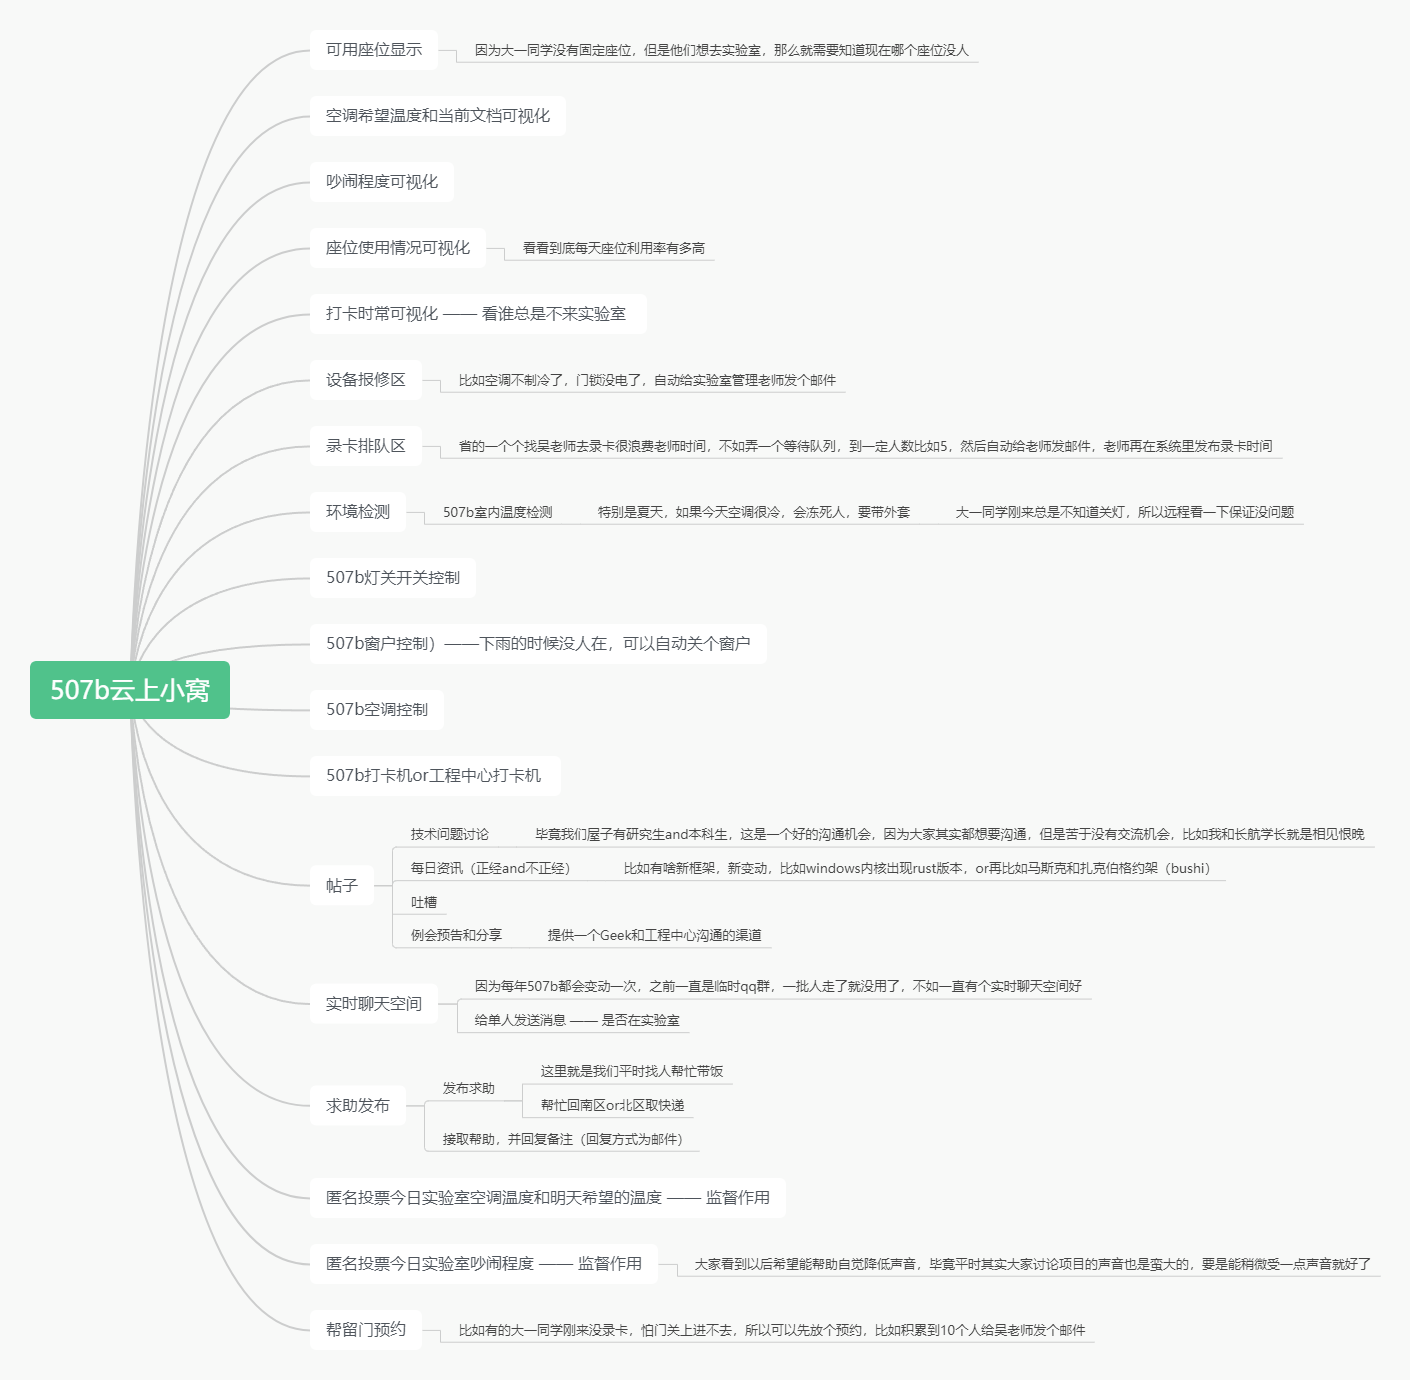 507b云上小窝
可用座位显示
因为大一同学没有固定座位，但是他们想去实验室，那么就需要知道现在哪个座位没人
空调希望温度和当前文档可视化
吵闹程度可视化
座位使用情况可视化
看看到底每天座位利用率有多高
打卡时常可视化 —— 看谁总是不来实验室
设备报修区
比如空调不制冷了，门锁没电了，自动给实验室管理老师发个邮件
录卡排队区
省的一个个找吴老师去录卡很浪费老师时间，不如弄一个等待队列，到一定人数比如5，然后自动给老师发邮件，老师再在系统里发布录卡时间
环境检测
507b室内温度检测
特别是夏天，如果今天空调很冷，会冻死人，要带外套
大一同学刚来总是不知道关灯，所以远程看一下保证没问题
507b灯关开关控制
507b窗户控制）——下雨的时候没人在，可以自动关个窗户
507b空调控制
507b打卡机or工程中心打卡机
帖子
技术问题讨论
毕竟我们屋子有研究生and本科生，这是一个好的沟通机会，因为大家其实都想要沟通，但是苦于没有交流机会，比如我和长航学长就是相见恨晚
每日资讯（正经and不正经）
比如有啥新框架，新变动，比如windows内核出现rust版本，or再比如马斯克和扎克伯格约架（bushi）
吐槽
例会预告和分享
提供一个Geek和工程中心沟通的渠道
实时聊天空间
因为每年507b都会变动一次，之前一直是临时qq群，一批人走了就没用了，不如一直有个实时聊天空间好
给单人发送消息 —— 是否在实验室
求助发布
发布求助
这里就是我们平时找人帮忙带饭
帮忙回南区or北区取快递
接取帮助，并回复备注（回复方式为邮件）
匿名投票今日实验室空调温度和明天希望的温度 —— 监督作用
匿名投票今日实验室吵闹程度 —— 监督作用
大家看到以后希望能帮助自觉降低声音，毕竟平时其实大家讨论项目的声音也是蛮大的，要是能稍微受一点声音就好了
帮留门预约
比如有的大一同学刚来没录卡，怕门关上进不去，所以可以先放个预约，比如积累到10个人给吴老师发个邮件